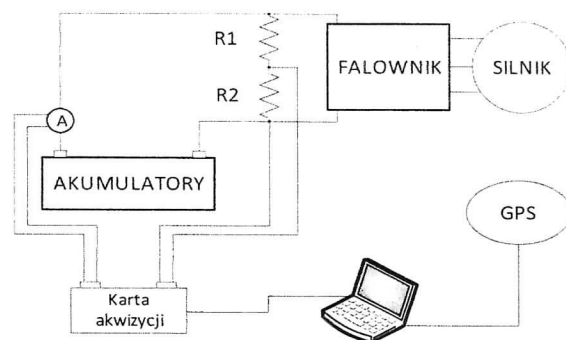 R1
R2
FALOWNIK
SILNIK
A
AKUMULATORY
GPS
Karta
akwizycji